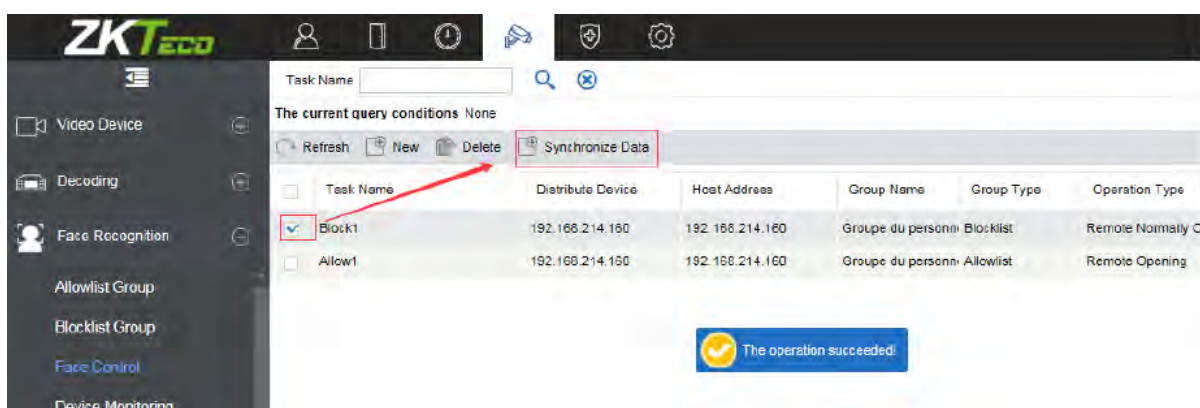 ZKTECO
Task Name
The current query conditions None
Video Device
Refresh New Delete Synchronize Data
Decoding
Task Name Distribute Device Host Address Group Name Group Type Operation Type
Face Recognition
Block1 192.168.214.160 192.168.214.160 Groupe du personn Blocklist Remote Normally
Allow1 192.168.214.160 192.168.214.160 Groupe du personn Allowlist Remote Opening
Allowlist Group
Blocklist Group
The operation succeeded!
Face Control
Device Monitoring